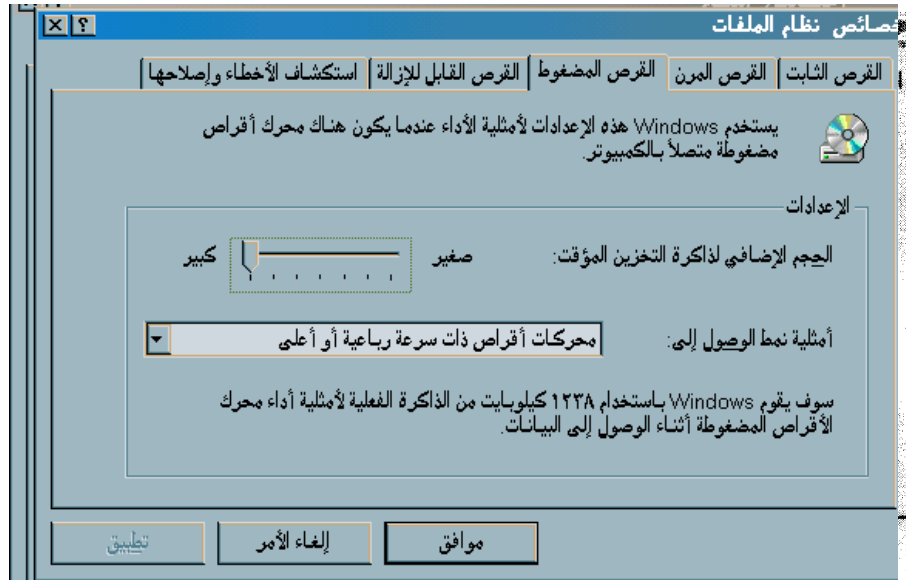 خصائص نظام الملفات
القرص الثابت
القرص المرن
القرص المضغوط
القرص القابل للإزالة
استكشاف الأخطاء وإصلاحها
يستخدم Windows هذه الإعدادات لأمثلية الأداء عندما يكون هناك محرك أقراص
مضغوطة متصلاً بالكمبيوتر.
الإعدادات
الحجم الإضافي لذاكرة التخزين المؤقت:
صغير
كبير
أمثلية نمط الوصول إلى:
محركات أقراص ذات سرعة رباعية أو أعلى
سوف يقوم Windows باستخدام ١٢٣٨ كيلوبايت من الذاكرة الفعلية لأمثلية أداء محرك
الأقراص المضغوطة أثناء الوصول إلى البيانات.
موافق
إلغاء الأمر
تطبيق